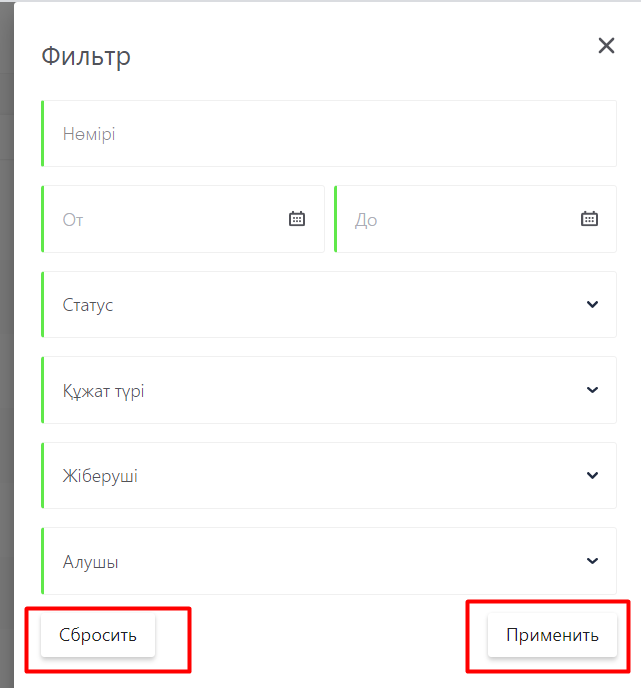 Фильтр
Нөмірі
От До
Статус
Құжат түрі
Жіберуші
Алушы
Сбросить Применить